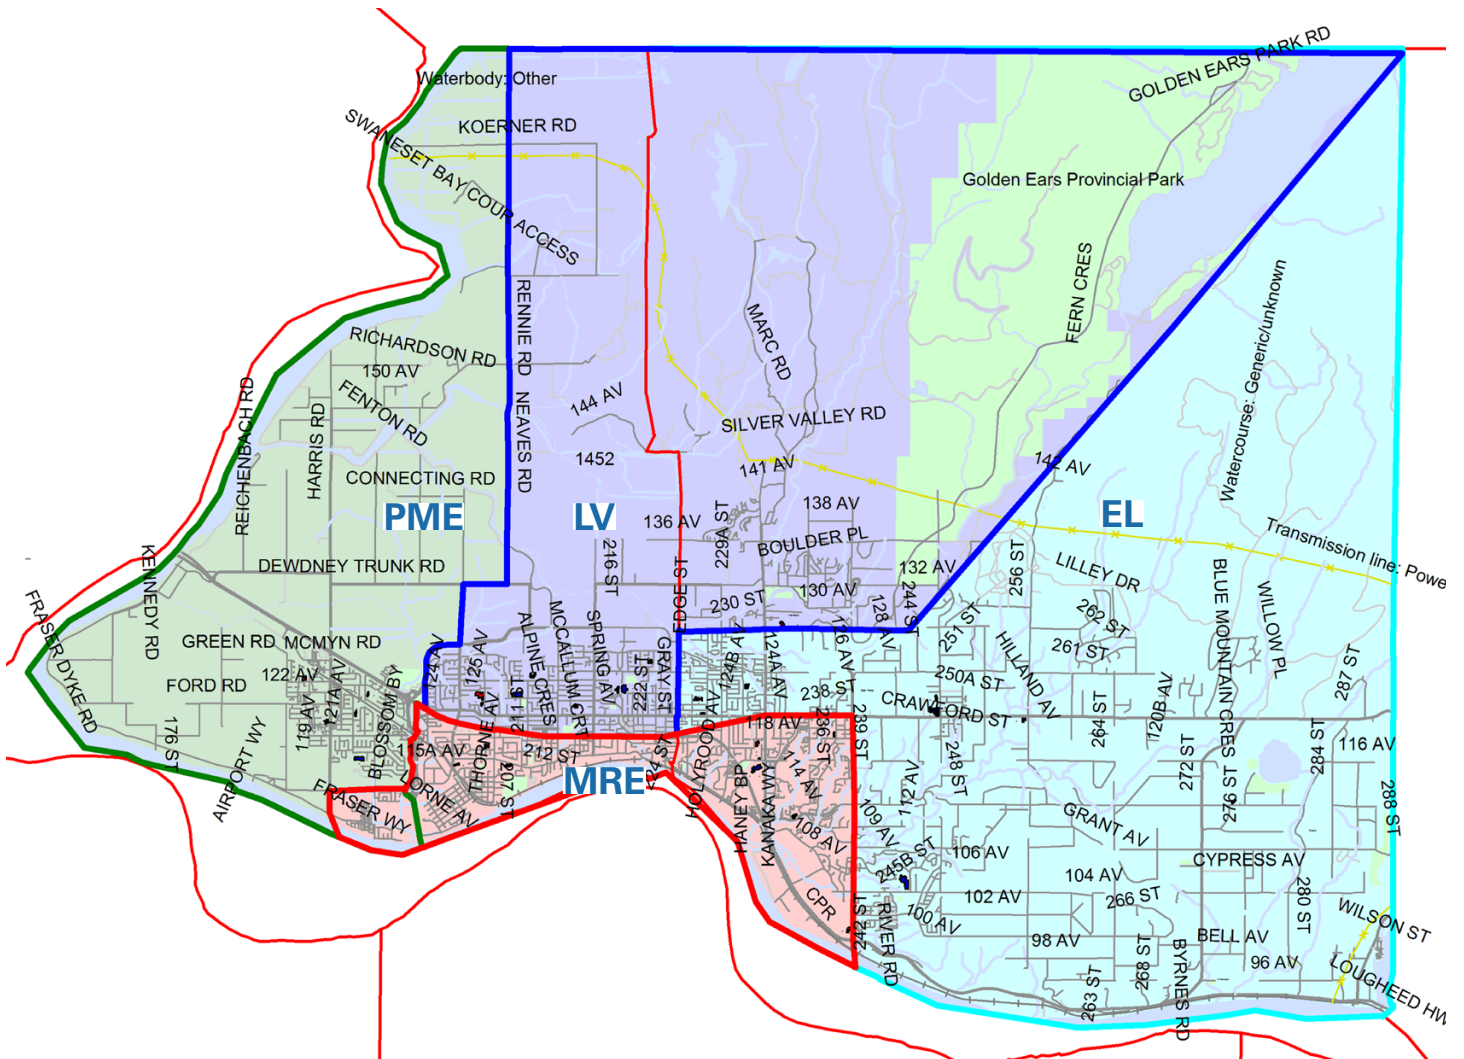 GOLDEN EARS PARK RD
Waterbody: Other
KOERNER RD
SWANESET BAY COUR ACCESS
Golden Ears Provincial Park
FERN CRES
RENNIE RD
NEAVES RD
MARC RD
Watercourse: Generic/unknown
RICHARDSON RD
150 AV
FENTON RD
HARRIS RD
REICHENBACH RD
144 AV
SILVER VALLEY RD
1452
141 AV
142 AV
CONNECTING RD
PME
LV
EL
138 AV
136 AV
229A ST
BOULDER PL
Transmission line: Powe
KENNEDY RD
DEWDNEY TRUNK RD
216 ST
EDGE ST
132 AV
130 AV
230 ST
128 AV
244 ST
256 ST
LILLEY DR
BLUE MOUNTAIN CRES
WILLOW PL
FRASER DYKE RD
GREEN RD
MCMYN RD
124 AV
125 AV
ALPINE CRES
MCCALLUM CRT
SPRING AV
GRAY ST
222 ST
124B AV
124A AV
126 AV
251 ST
262 ST
261 ST
HILLAND AV
250A ST
287 ST
122 AV
FORD RD
119 AV
121A AV
BLOSSOM BY
211 ST
238 ST
CRAWFORD ST
264 ST
120B AV
176 ST
AIRPORT WY
115A AV
THORNE AV
212 ST
224 ST
HOLLYROOD AV
118 AV
236 ST
239 ST
248 ST
272 ST
276 ST
284 ST
116 AV
288 ST
MRE
LORNE AV
FRASER WY
207 ST
HANEY BP
KANAKA WY
114 AV
108 AV
112 AV
109 AV
GRANT AV
106 AV
CYPRESS AV
245B ST
104 AV
102 AV
266 ST
280 ST
CPR
242 ST
RIVER RD
100 AV
98 AV
268 ST
BELL AV
WILSON ST
96 AV
263 ST
BYRNES RD
LOUGHEED HW